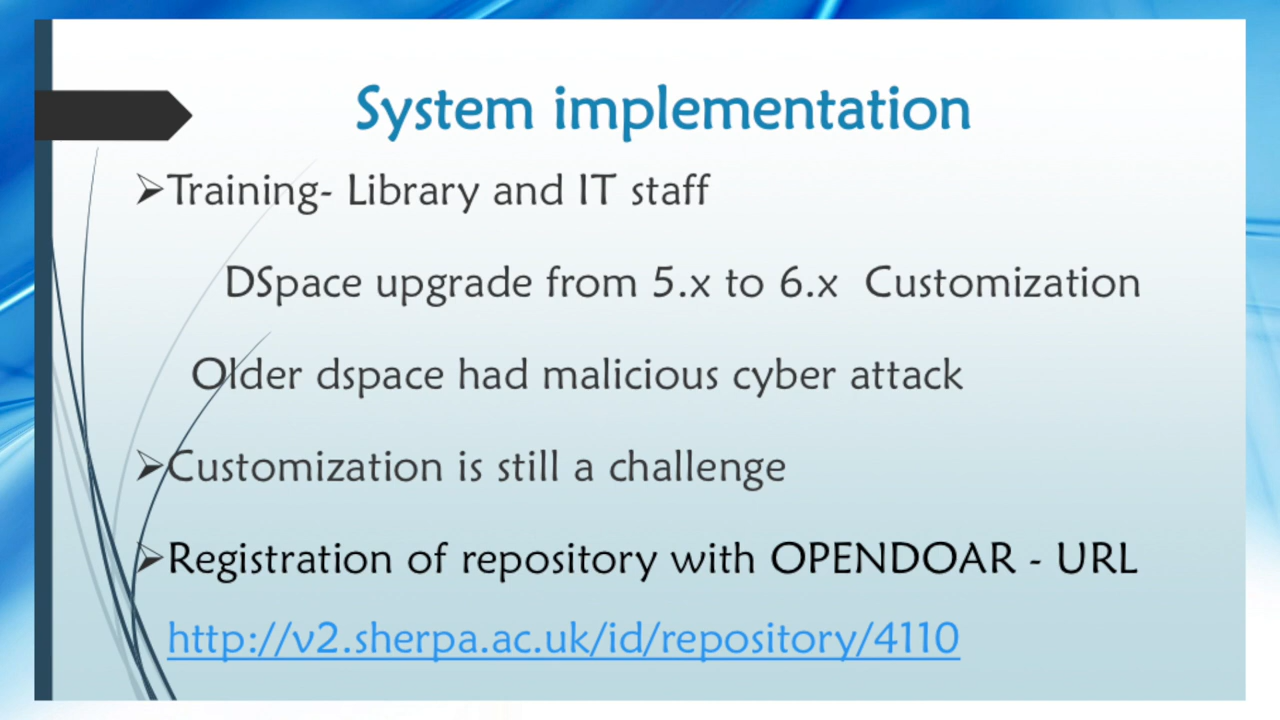 System implementation
➢Training- Library and IT staff
DSpace upgrade from 5.x to 6.x  Customization
Older dspace had malicious cyber attack
➢Customization is still a challenge
➢Registration of repository with OPENDOAR - URL
http://v2.sherpa.ac.uk/id/repository/4110